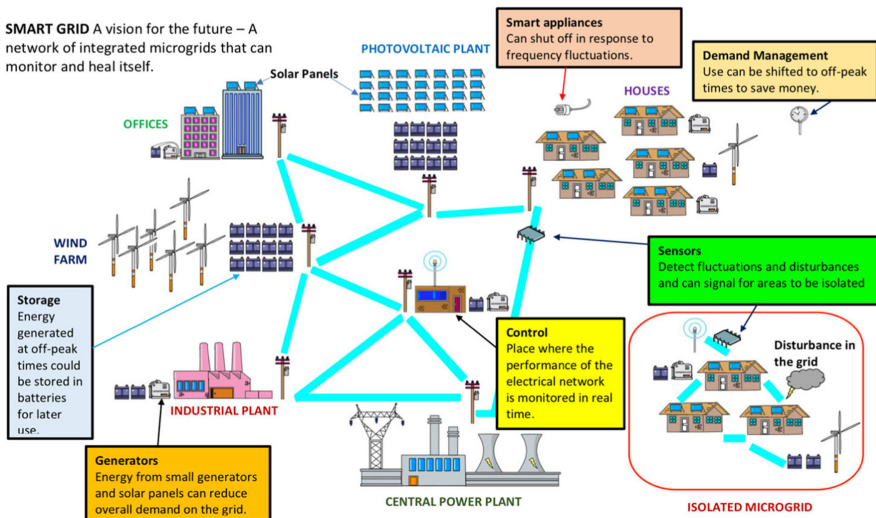 SMART GRID A vision for the future – A
network of integrated microgrids that can
monitor and heal itself.
Solar Panels
PHOTOVOLTAIC PLANT
Smart appliances
Can shut off in response to
frequency fluctuations.
Demand Management
Use can be shifted to off-peak
times to save money.
OFFICES
HOUSES
WIND
FARM
Sensors
Detect fluctuations and disturbances
and can signal for areas to be isolated
Storage
Energy
generated
at off-peak
times could
be stored in
batteries
for later
use.
Control
Place where the
performance of the
electrical network
is monitored in real
time.
Disturbance in
the grid
INDUSTRIAL PLANT
Generators
Energy from small generators
and solar panels can reduce
overall demand on the grid.
CENTRAL POWER PLANT
ISOLATED MICROGRID